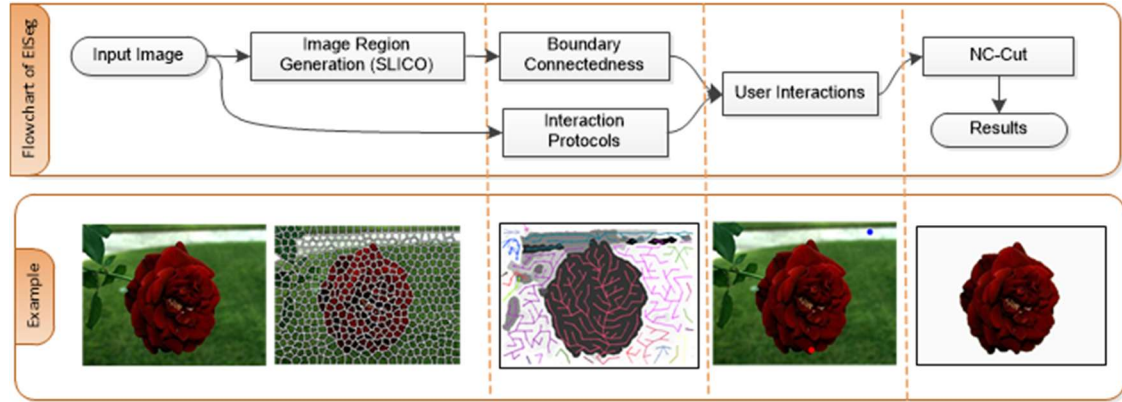 Flowchart of EISeg
Input Image
Image Region
Generation (SLICO)
Boundary
Connectedness
Interaction
Protocols
User Interactions
NC-Cut
Results
Example